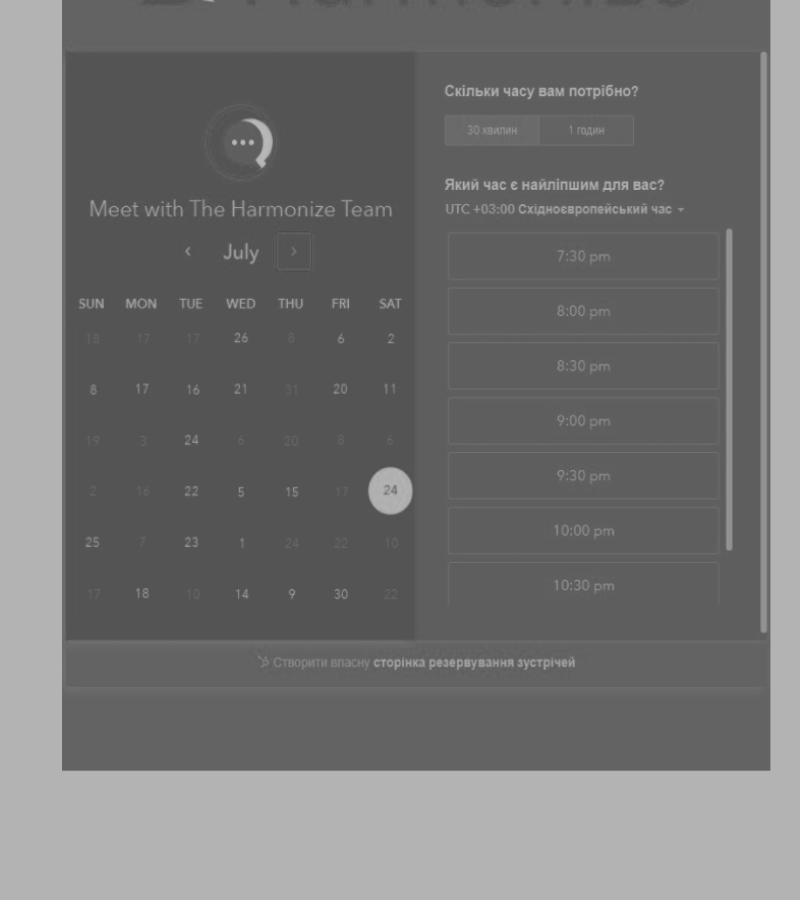 Meet with The Harmonize Team
July
SUN MON TUE WED THU FRI SAT
18 17 17 26 8 6 2
8 17 16 21 31 20 11
19 3 24 6 20 8 6
2 16 22 5 15 17 24
25 7 23 1 24 22 10
17 18 10 14 9 30 22
Скільки часу вам потрібно?
30 хвилин 1 годин
Який час є найліпшим для вас?
UTC +03:00 Східноєвропейський час
7:30 pm
8:00 pm
8:30 pm
9:00 pm
9:30 pm
10:00 pm
10:30 pm
Створити власну сторінка резервування зустрічей